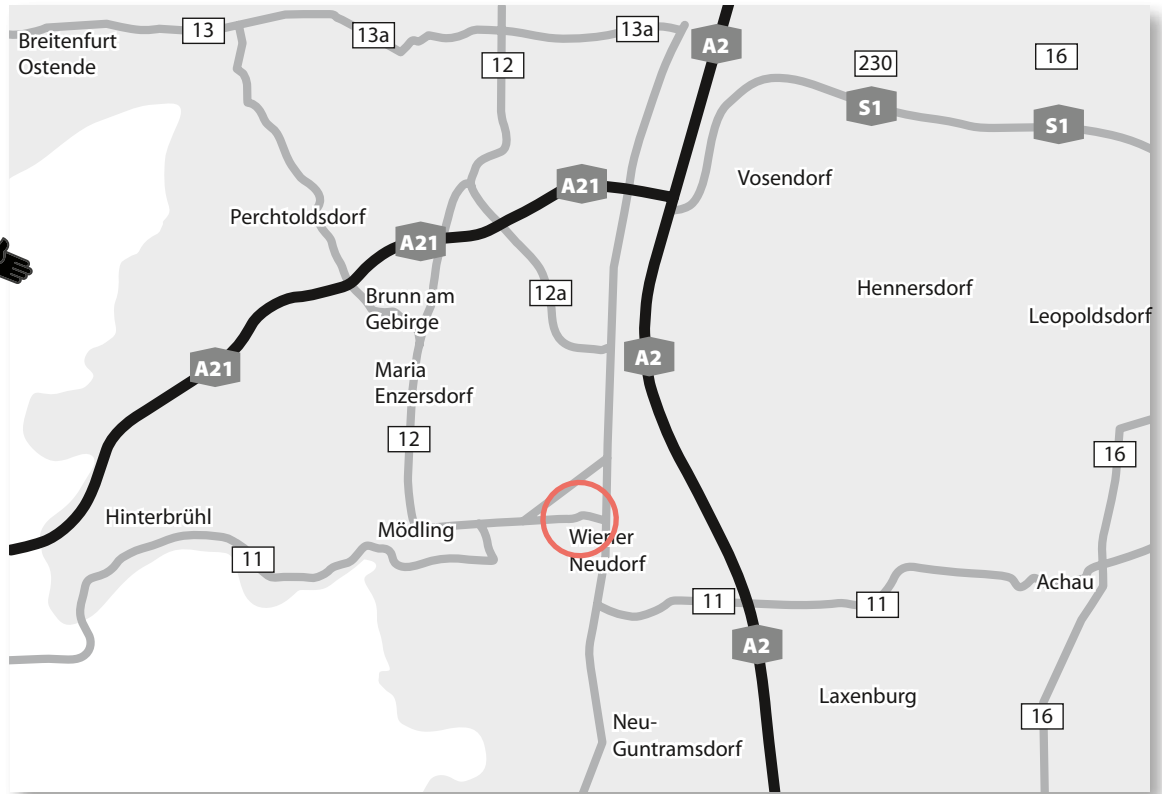 13
13a
13a
A2
230
16
Breitenfurt
Ostende
12
S1
S1
Vosendorf
A21
Perchtoldsdorf
A21
12a
Hennersdorf
Brunn am
Gebirge
Leopoldsdorf
A21
Maria
Enzersdorf
A2
12
16
Hinterbrühl
Mödling
Wiener
Neudorf
11
Achau
11
11
A2
Laxenburg
16
Neu-
Guntramsdorf